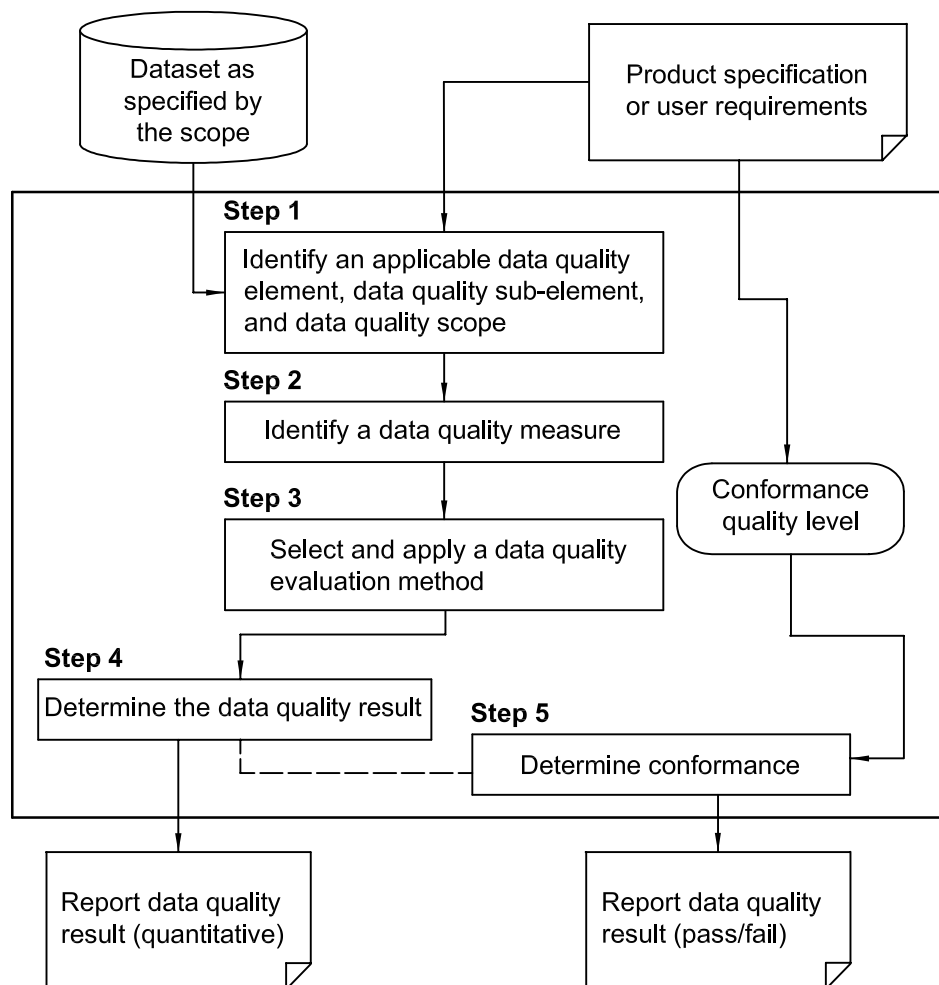 Dataset as
specified by
the scope
Product specification
or user requirements
Step 1
Identify an applicable data quality
element, data quality sub-element,
and data quality scope
Step 2
Identify a data quality measure
Step 3
Select and apply a data quality
evaluation method
Conformance
quality level
Step 4
Determine the data quality result
Step 5
Determine conformance
Report data quality
result (quantitative)
Report data quality
result (pass/fail)